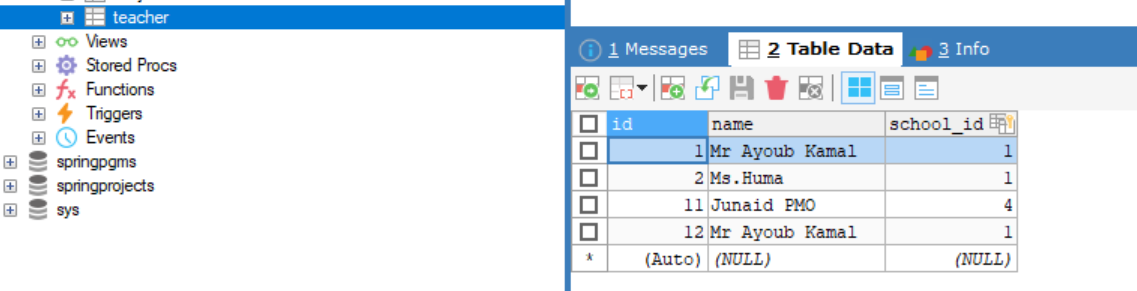 teacher
Views
Stored Procs
Functions
Triggers
Events
springpgms
springprojects
sys
1 Messages 2 Table Data 3 Info
id name school_id
1 Mr Ayoub Kamal 1
2 Ms.Huma 1
11 Junaid PMO 4
12 Mr Ayoub Kamal 1
* (Auto) (NULL) (NULL)